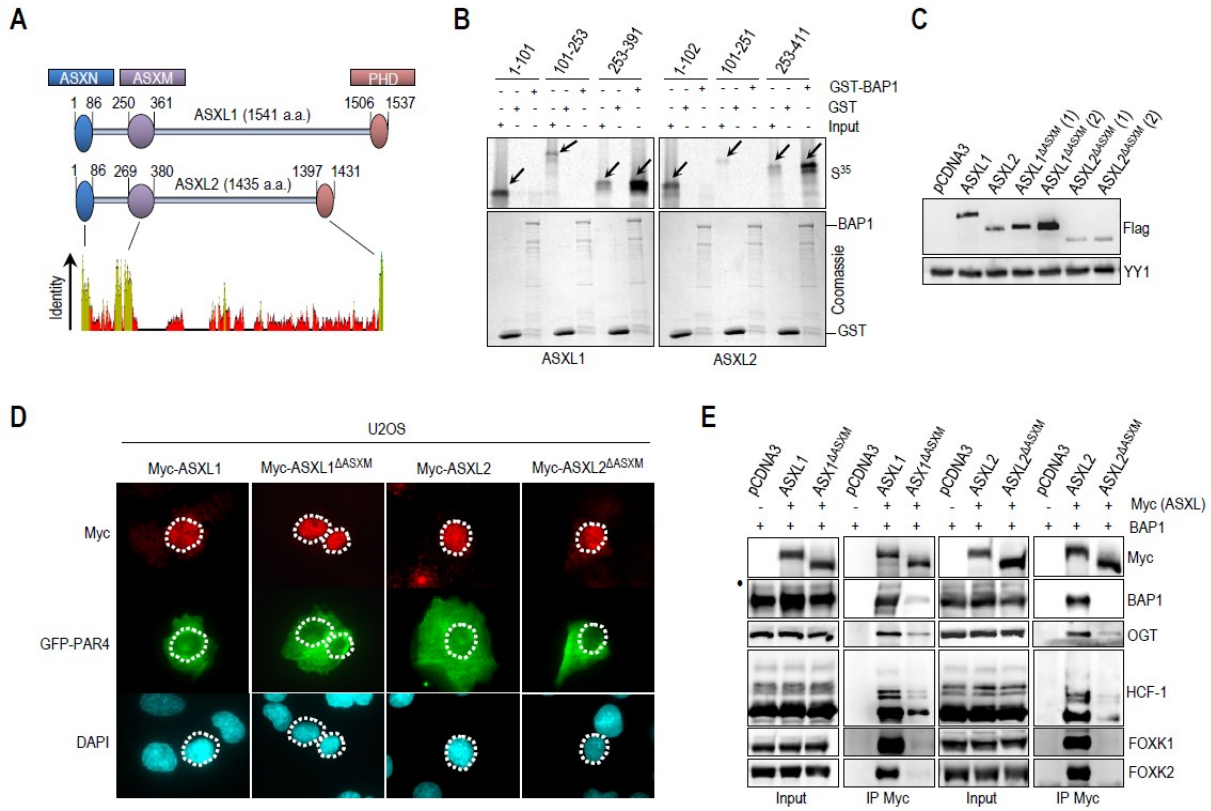 A
ASXN ASXM PHD
1 86 250 361 ASXL1 (1541 a.a.) 1506 1537
1 86 269 380 ASXL2 (1435 a.a.) 1397 1431
Identity
B
1-101 101-253 253-391 1-102 101-251 253-411
- - + - - + - - + - - + - - + - - + GST-BAP1
- + - - + - - + - - + - - + - - + - GST
+ - - + - - + - - + - - + - - + - - Input
S35
BAP1
Coomassie
GST
ASXL1 ASXL2
C
pCDNA3 ASXL1 ASXL2 ASXL1ΔASXM (1) ASXL1ΔASXM (2) ASXL2ΔASXM (1) ASXL2ΔASXM (2)
Flag
YY1
D
U2OS
Myc-ASXL1 Myc-ASXL1ΔASXM Myc-ASXL2 Myc-ASXL2ΔASXM
Myc
GFP-PAR4
DAPI
E
pCDNA3 ASXL1 ASX1ΔASXM pCDNA3 ASXL1 ASX1ΔASXM pCDNA3 ASXL2 ASXL2ΔASXM pCDNA3 ASXL2 ASXL2ΔASXM
- + + - + + - + + - + + Myc (ASXL)
+ + + + + + + + + + + + BAP1
Myc
BAP1
OGT
HCF-1
FOXK1
FOXK2
Input IP Myc Input IP Myc